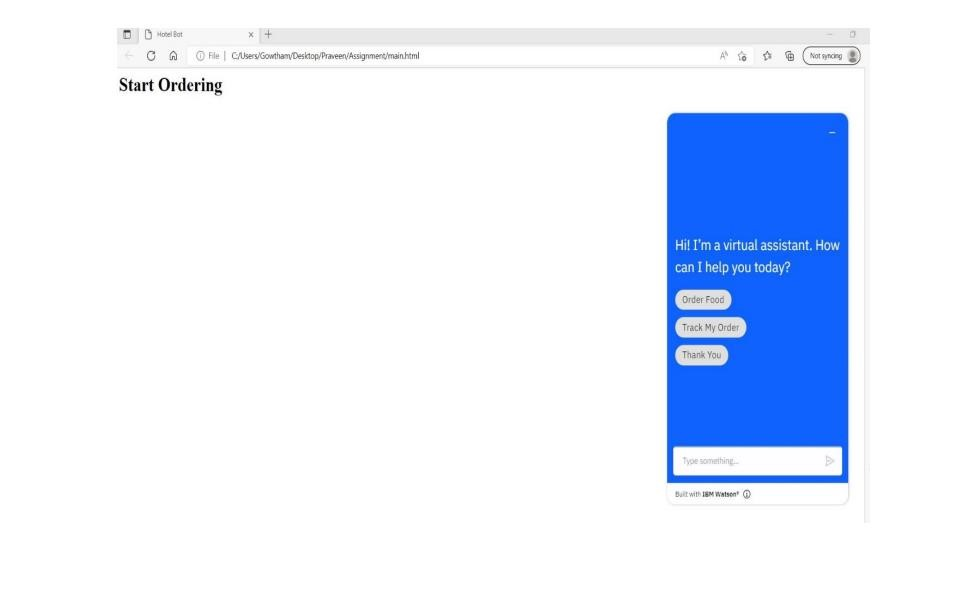 Hotel Bot
File | C:/Users/Gowtham/Desktop/Praveen/Assignment/main.html
Not syncing
Start Ordering
Hi! I'm a virtual assistant. How
can I help you today?
Order Food
Track My Order
Thank You
Type something...
Built with IBM Watson®